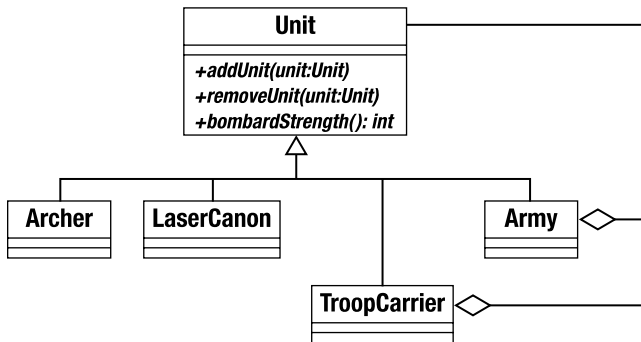 Unit
+addUnit(unit:Unit)
+removeUnit(unit:Unit)
+bombardStrength(): int
Archer
LaserCanon
Army
TroopCarrier